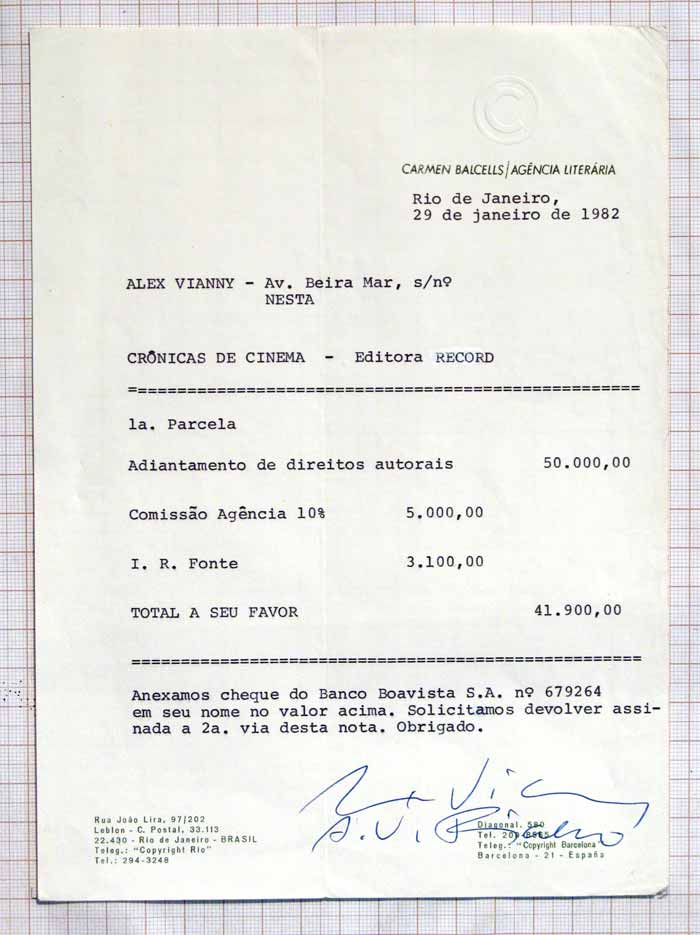 CARMEN BALCELLS/AGÊNCIA LITERÁRIA
Rio de Janeiro,
29 de janeiro de 1982
ALEX VIANNY - Av. Beira Mar, s/nº
NESTA
CRÔNICAS DE CINEMA - Editora RECORD
====================================================
1a. Parcela
Adiantamento de direitos autorais 50.000,00
Comissão Agência 10% 5.000,00
I. R. Fonte 3.100,00
TOTAL A SEU FAVOR 41.900,00
====================================================
Anexamos cheque do Banco Boavista S.A. nº 679264
em seu nome no valor acima. Solicitamos devolver assi-
nada a 2a. via desta nota. Obrigado.
Rua João Lira, 97/202
Leblon - C. Postal, 33.113
22.430 - Rio de Janeiro - BRASIL
Teleg.: "Copyright Rio"
Tel.: 294-3248
A. V.
Diagonal. 580
Tel.
Teleg.: "Copyright Barcelona"
Barcelona - 21 - España